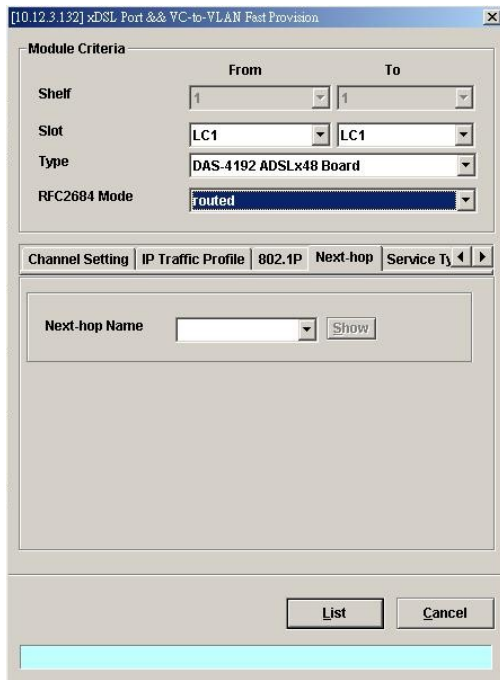 [10.12.3.132] xDSL Port && VC-to-VLAN Fast Provision
Module Criteria
From To
Shelf 1 1
Slot LC1 LC1
Type DAS-4192 ADSLx48 Board
RFC2684 Mode routed
Channel Setting IP Traffic Profile 802.1P Next-hop Service Ty
Next-hop Name Show
List Cancel